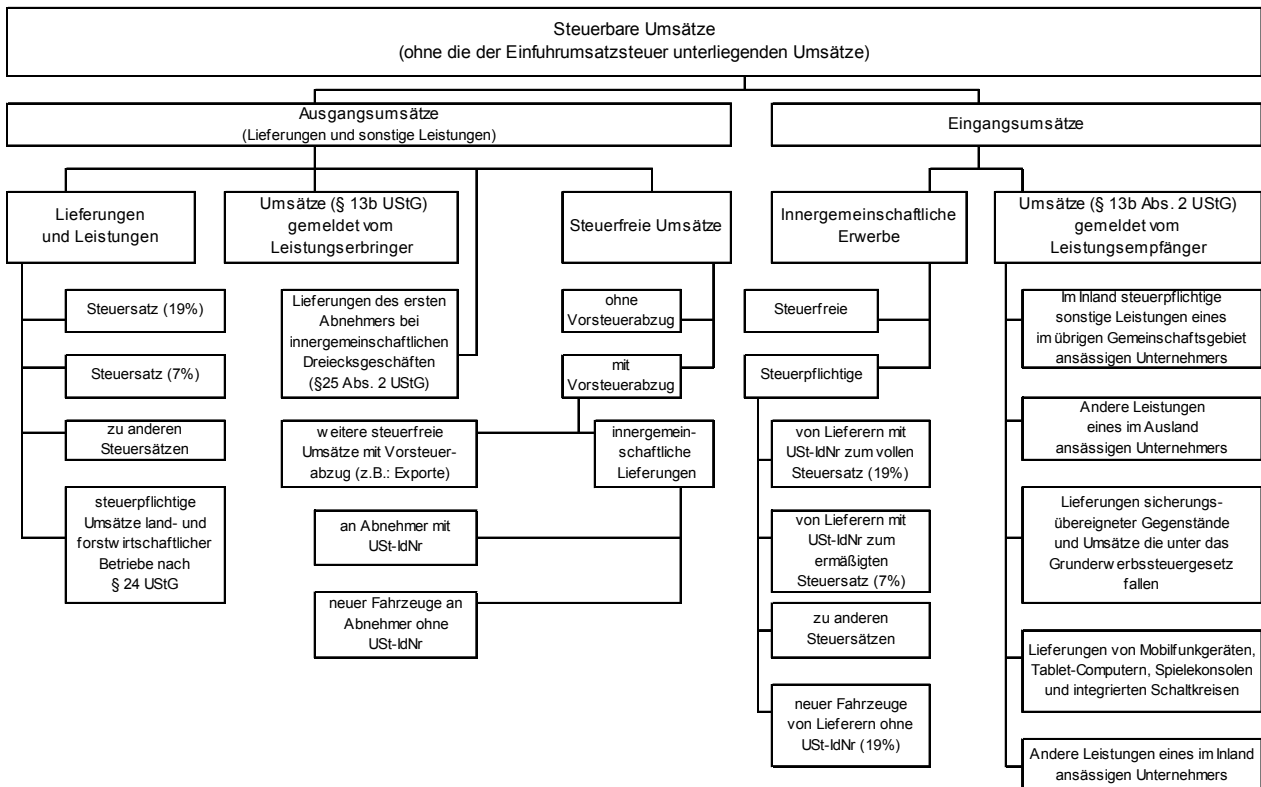 Steuerbare Umsätze
(ohne die der Einfuhrumsatzsteuer unterliegenden Umsätze)
Ausgangsumsätze
(Lieferungen und sonstige Leistungen)
Eingangsumsätze
Lieferungen
und Leistungen
Umsätze (§ 13b UStG)
gemeldet vom
Leistungserbringer
Steuerfreie Umsätze
Innergemeinschaftliche
Erwerbe
Umsätze (§ 13b Abs. 2 UStG)
gemeldet vom
Leistungsempfänger
Steuersatz (19%)
Steuersatz (7%)
zu anderen
Steuersätzen
steuerpflichtige
Umsätze land- und
forstwirtschaftlicher
Betriebe nach
§ 24 UStG
Lieferungen des ersten
Abnehmers bei
innergemeinschaftlichen
Dreiecksgeschäften
(§25 Abs. 2 UStG)
ohne
Vorsteuerabzug
mit
Vorsteuerabzug
weitere steuerfreie
Umsätze mit Vorsteuer-
abzug (z.B.: Exporte)
innergemein-
schaftliche
Lieferungen
an Abnehmer mit
USt-IdNr
neuer Fahrzeuge an
Abnehmer ohne
USt-IdNr
Steuerfreie
Steuerpflichtige
von Lieferern mit
USt-IdNr zum vollen
Steuersatz (19%)
von Lieferern mit
USt-IdNr zum
ermäßigten
Steuersatz (7%)
zu anderen
Steuersätzen
neuer Fahrzeuge
von Lieferern ohne
USt-IdNr (19%)
Im Inland steuerpflichtige
sonstige Leistungen eines
im übrigen Gemeinschaftsgebiet
ansässigen Unternehmers
Andere Leistungen
eines im Ausland
ansässigen Unternehmers
Lieferungen sicherungs-
übereigneter Gegenstände
und Umsätze die unter das
Grunderwerbssteuergesetz
fallen
Lieferungen von Mobilfunkgeräten,
Tablet-Computern, Spielekonsolen
und integrierten Schaltkreisen
Andere Leistungen eines im Inland
ansässigen Unternehmers